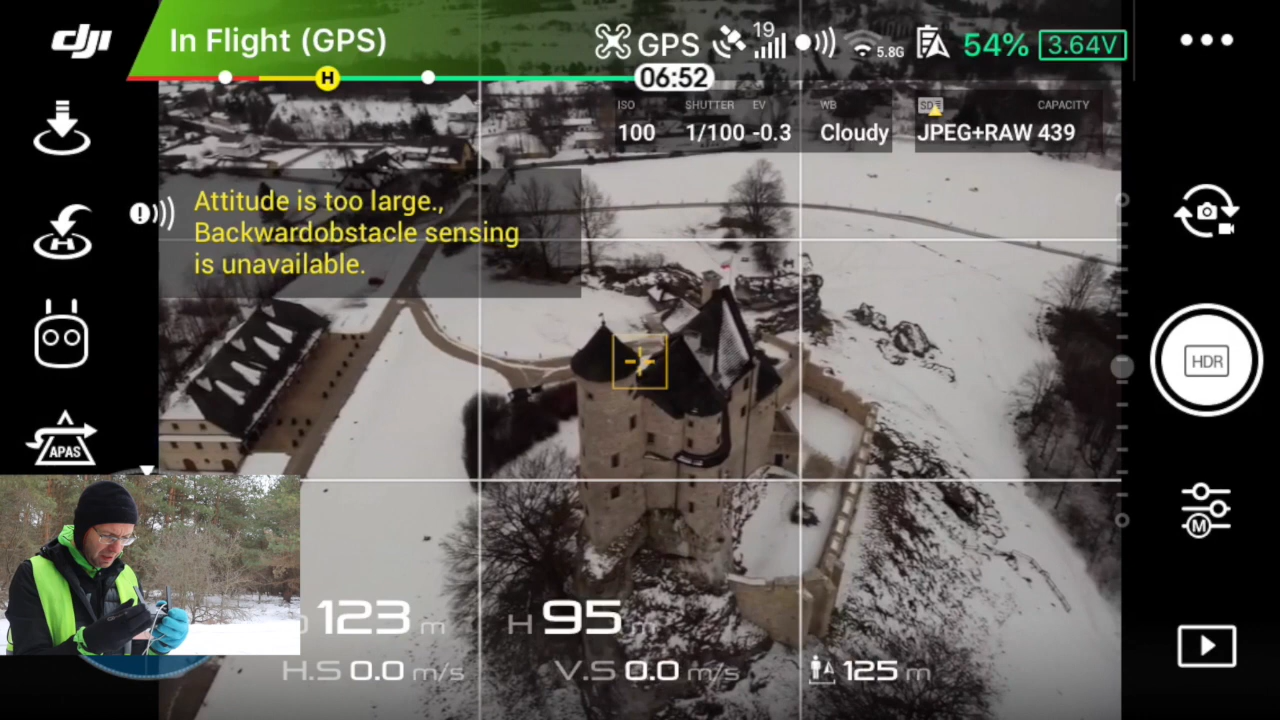 dji
In Flight (GPS)
GPS
19
5.8G
54%
3.64V
H
06:52
ISO
SHUTTER
EV
WB
CAPACITY
100
1/100
-0.3
Cloudy
JPEG+RAW
439
Attitude is too large.,
Backwardobstacle sensing
is unavailable.
H
HDR
APAS
M
123 m
H 95 m
H.S 0.0 m/s
V.S 0.0 m/s
125 m